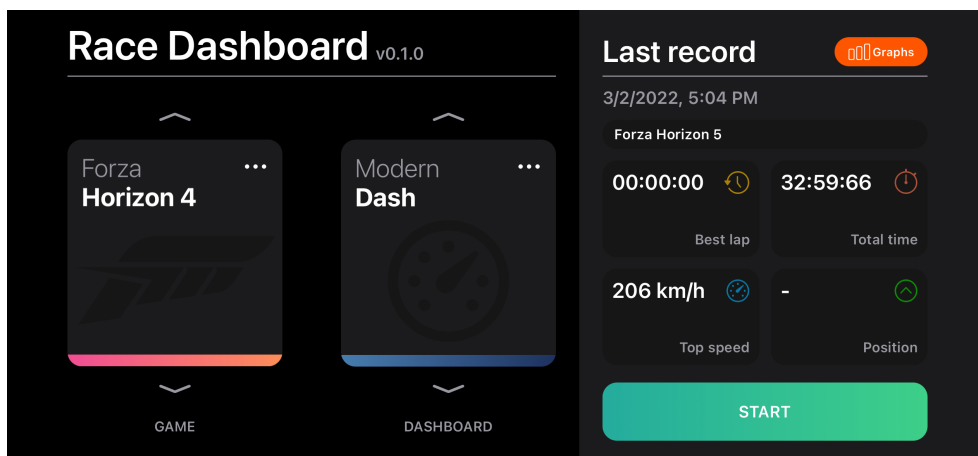 Race Dashboard v0.1.0
Forza
Horizon 4
GAME
Modern
Dash
DASHBOARD
Last record
Graphs
3/2/2022, 5:04 PM
Forza Horizon 5
00:00:00
Best lap
32:59:66
Total time
206 km/h
Top speed
-
Position
START